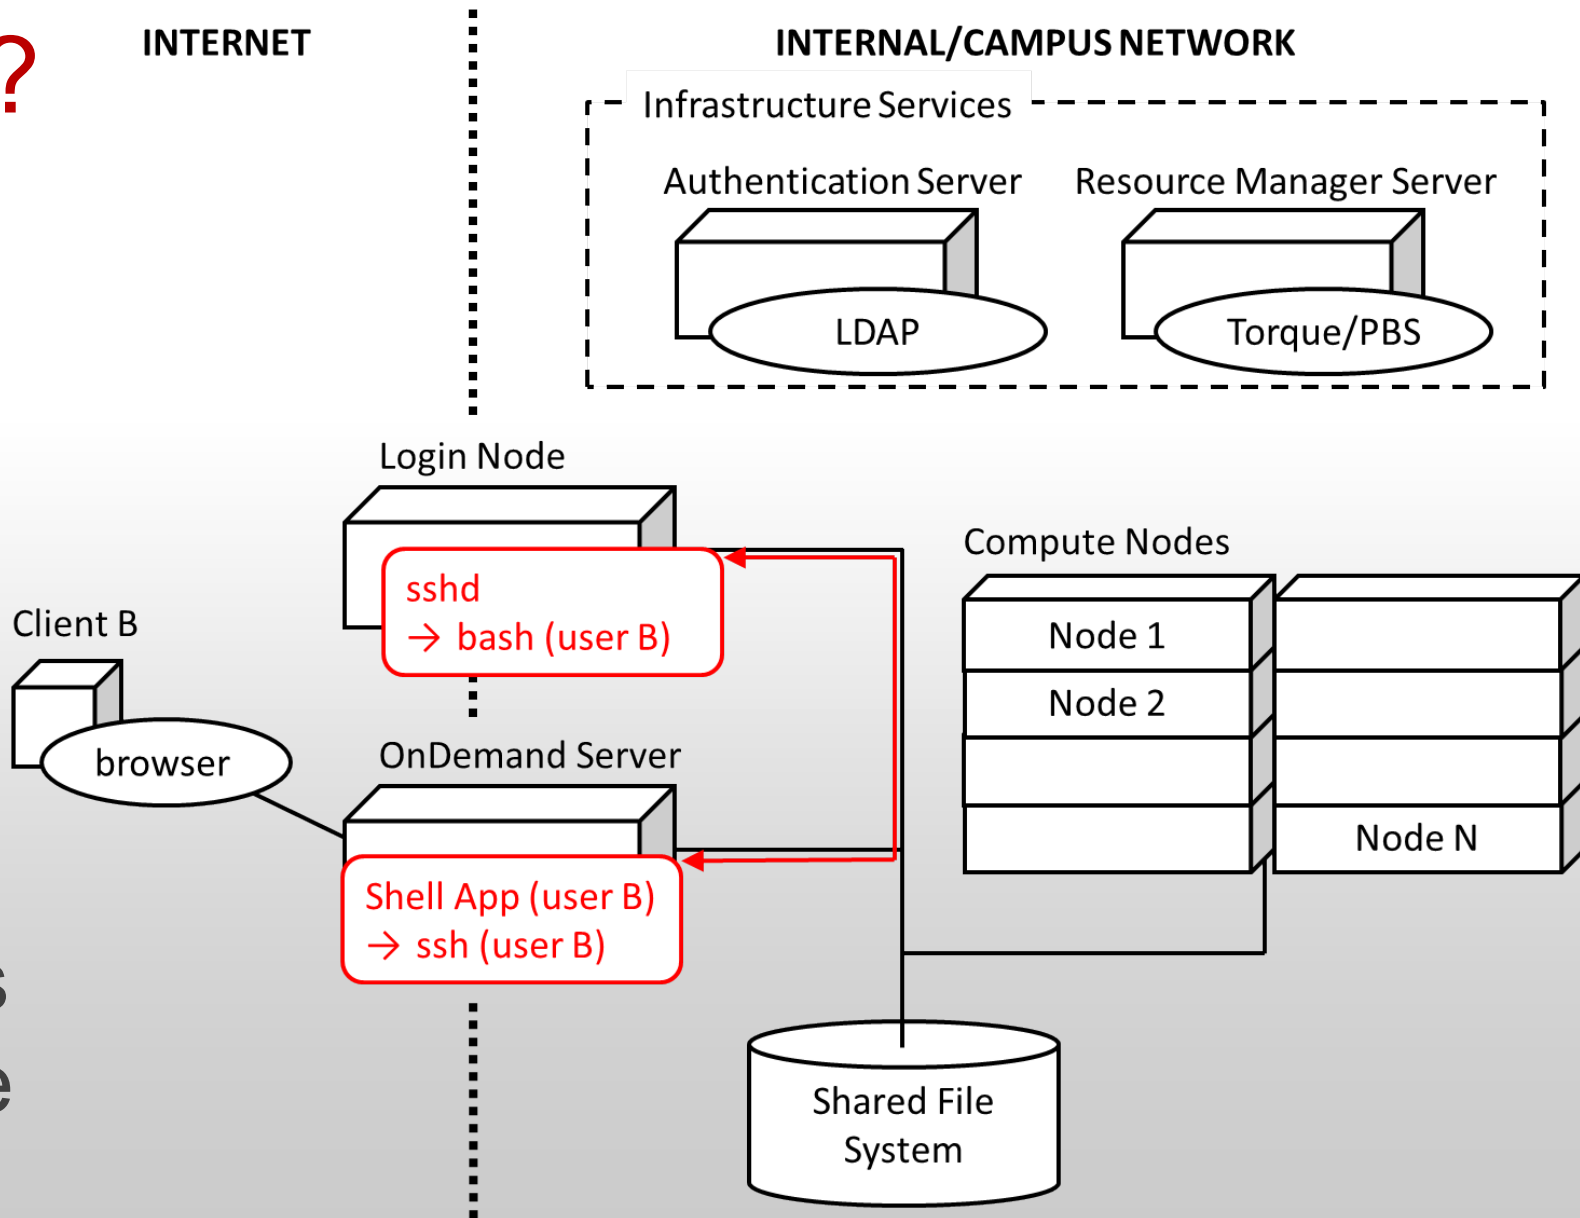 ?
INTERNET
INTERNAL/CAMPUS NETWORK
Infrastructure Services
Authentication Server
Resource Manager Server
LDAP
Torque/PBS
Login Node
sshd
→ bash (user B)
Compute Nodes
Node 1
Node 2
Node N
Client B
browser
OnDemand Server
Shell App (user B)
→ ssh (user B)
s
e
Shared File
System